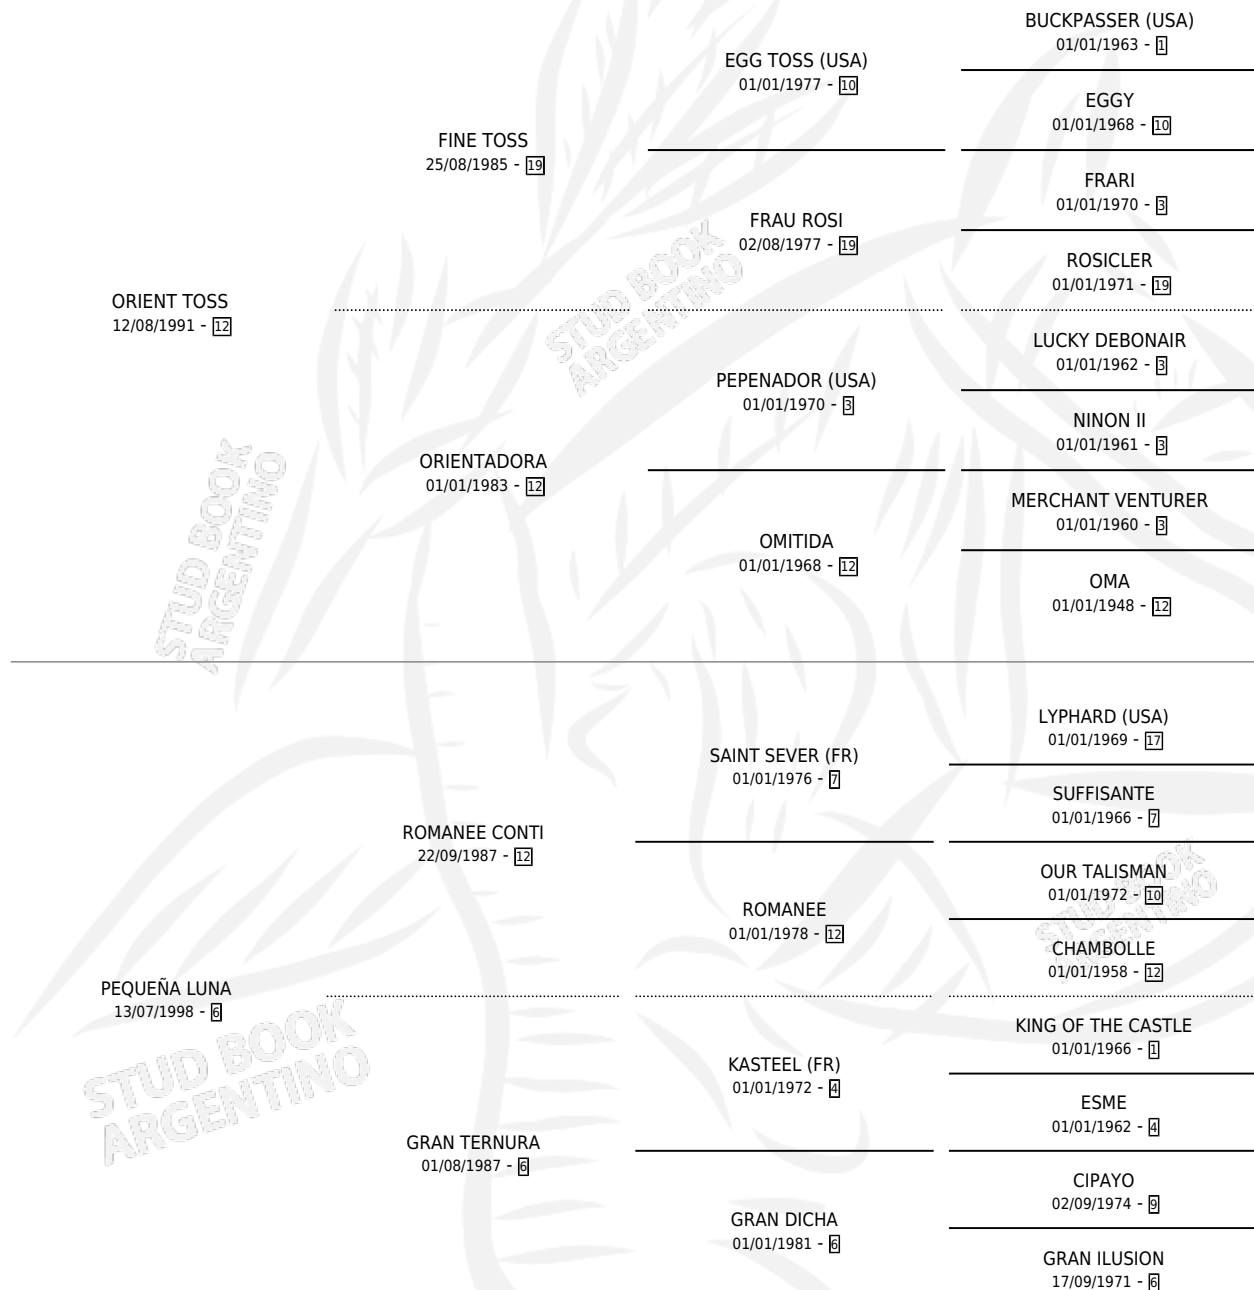 BUCKPASSER (USA)
01/01/1963 - 1
EGG TOSS (USA)
01/01/1977 - 10
EGGY
01/01/1968 - 10
FINE TOSS
25/08/1985 - 19
FRARI
01/01/1970 - 3
FRAU ROSI
02/08/1977 - 19
ROSICLER
01/01/1971 - 19
ORIENT TOSS
12/08/1991 - 12
LUCKY DEBONAIR
01/01/1962 - 3
PEPENADOR (USA)
01/01/1970 - 3
NINON II
01/01/1961 - 3
ORIENTADORA
01/01/1983 - 12
MERCHANT VENTURER
01/01/1960 - 3
OMITIDA
01/01/1968 - 12
OMA
01/01/1948 - 12
STUD BOOK
ARGENTINO
STUD BOOK
ARGENTINO
LYPHARD (USA)
01/01/1969 - 17
SAINT SEVER (FR)
01/01/1976 - 7
SUFFISANTE
01/01/1966 - 7
ROMANEE CONTI
22/09/1987 - 12
OUR TALISMAN
01/01/1972 - 10
ROMANEE
01/01/1978 - 12
CHAMBOLLE
01/01/1958 - 12
STUD BOOK
ARGENTINO
PEQUEÑA LUNA
13/07/1998 - 6
KING OF THE CASTLE
01/01/1966 - 1
KASTEEL (FR)
01/01/1972 - 4
ESME
01/01/1962 - 4
GRAN TERNURA
01/08/1987 - 6
CIPAYO
02/09/1974 - 9
GRAN DICHA
01/01/1981 - 6
GRAN ILUSION
17/09/1971 - 6
STUD BOOK
ARGENTINO